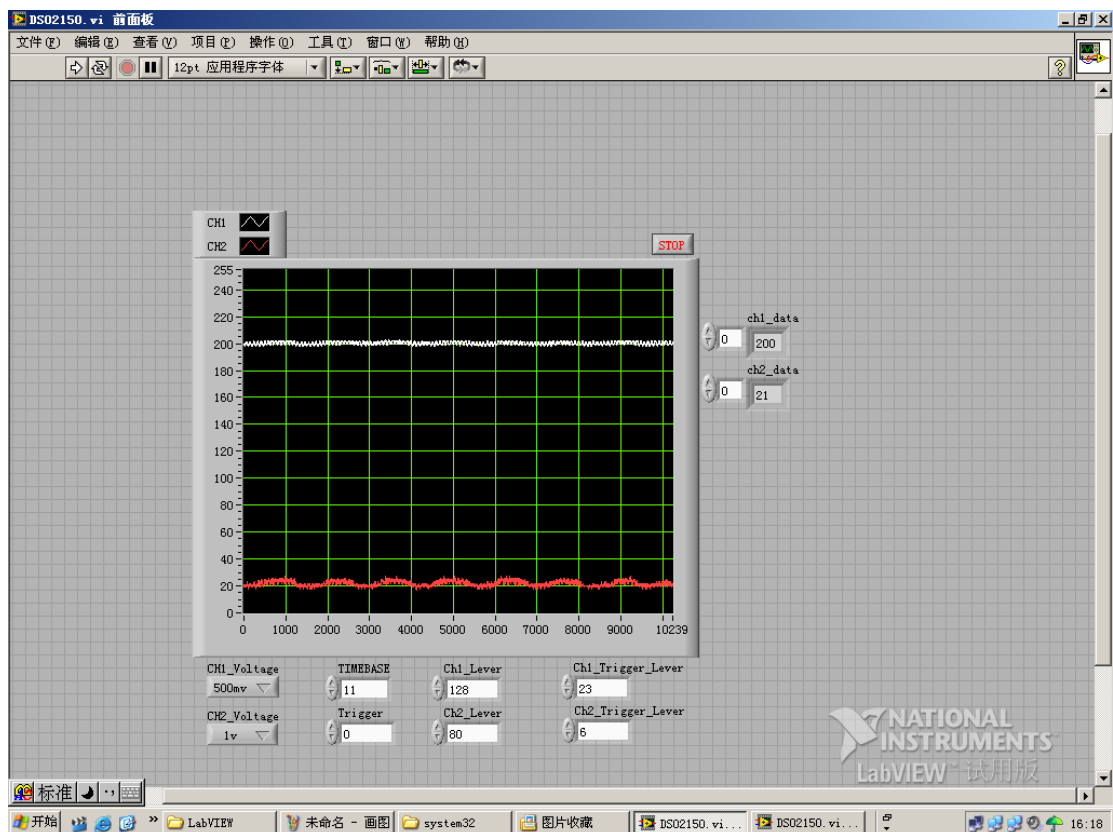 DSO2150.vi 前面板
文件(F) 编辑(E) 查看(V) 项目(P) 操作(O) 工具(T) 窗口(W) 帮助(H)
12pt 应用程序字体
CH1
CH2
STOP
255
240
220
200
180
160
140
120
100
80
60
40
20
0
0 1000 2000 3000 4000 5000 6000 7000 8000 9000 10239
ch1_data
0 200
ch2_data
0 21
CH1_Voltage TIMEBASE Ch1_Lever Ch1_Trigger_Lever
500mv 11 128 23
CH2_Voltage Trigger Ch2_Lever Ch2_Trigger_Lever
1v 0 80 6
NATIONAL
INSTRUMENTS
LabVIEW™ 试用版
标准
开始 LabVIEW 未命名 - 画图 system32 图片收藏 DSO2150.vi... DSO2150.vi... 16:18